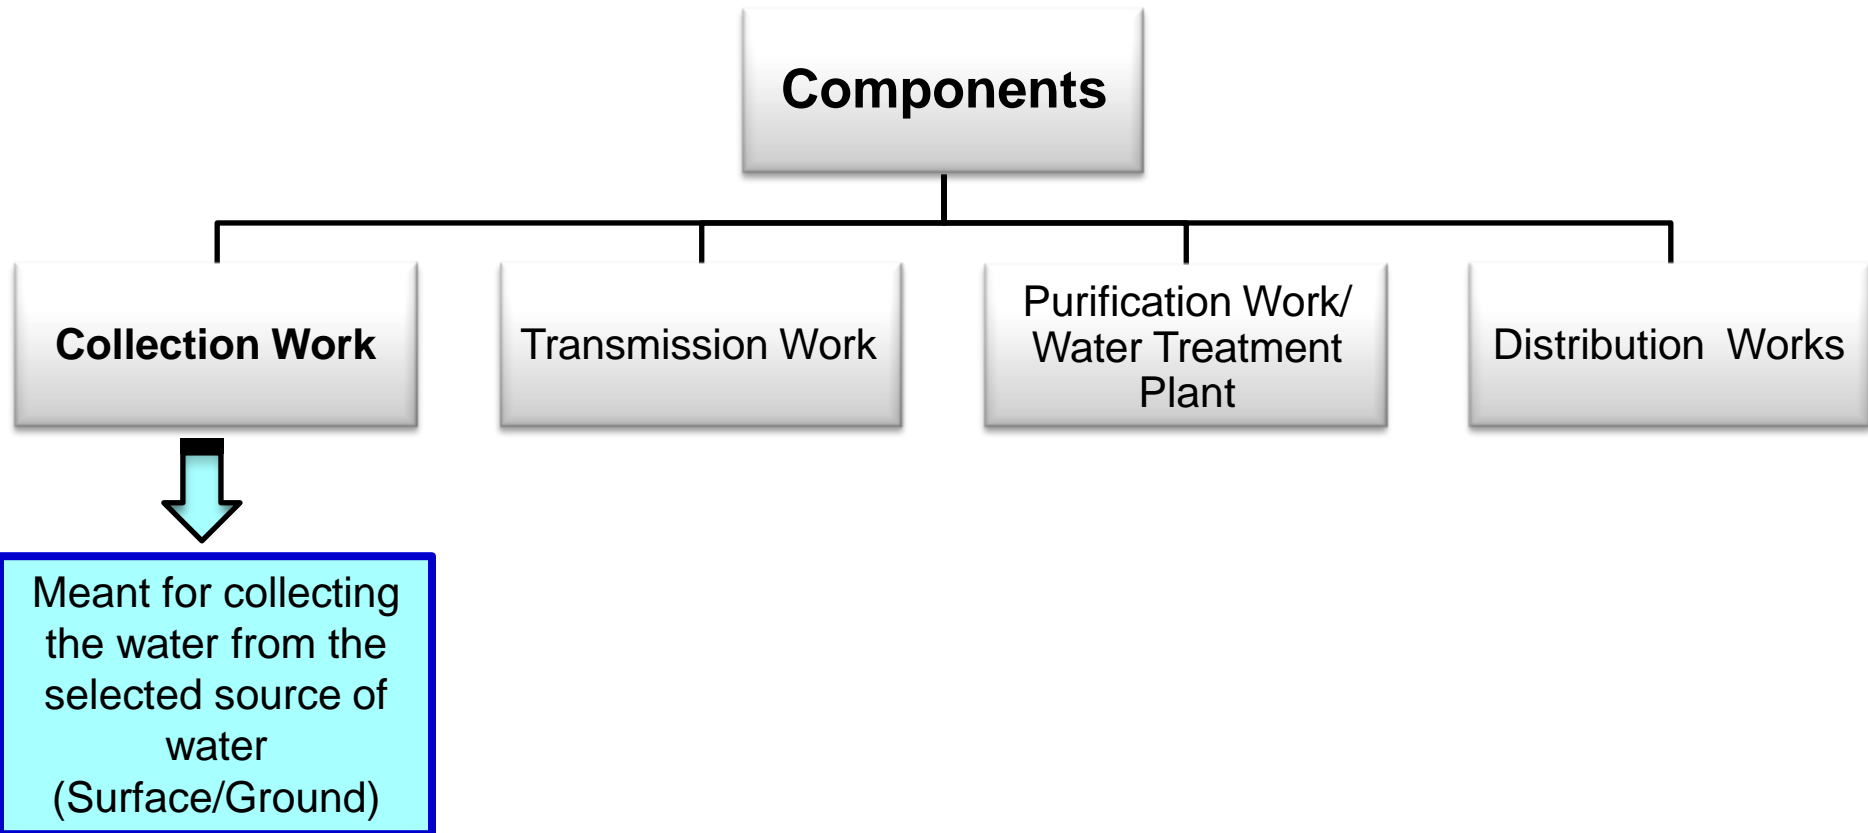 Components
Collection Work
Transmission Work
Purification Work/
Water Treatment
Plant
Distribution  Works
Meant for collecting
the water from the
selected source of
water
(Surface/Ground)